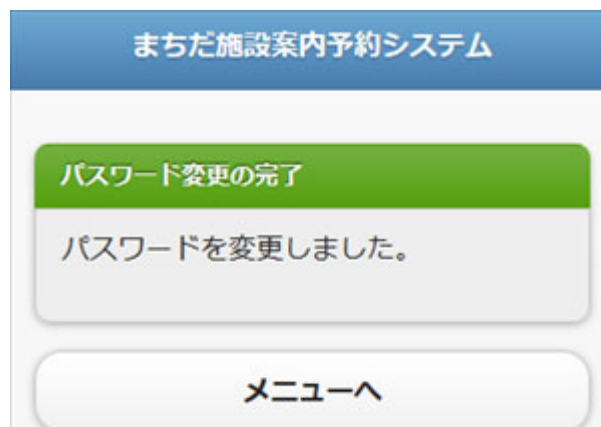 まちだ施設案内予約システム
パスワード変更の完了
パスワードを変更しました。
メニューへ